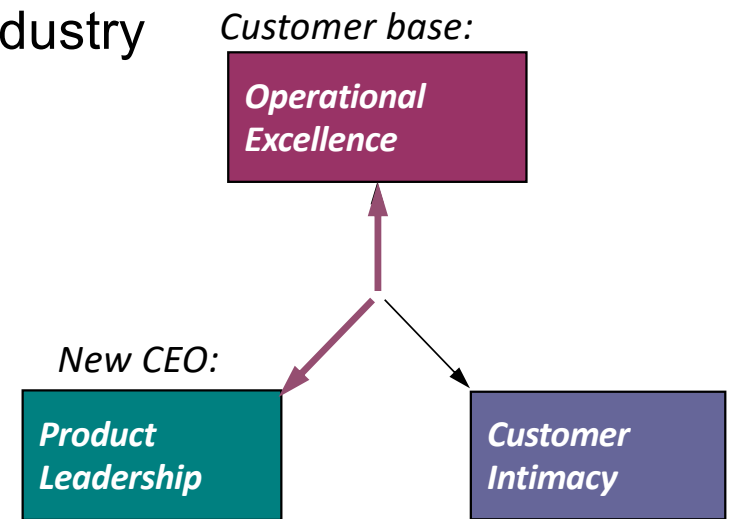 dustry
Customer base:
Operational
Excellence
New CEO:
Product
Leadership
Customer
Intimacy